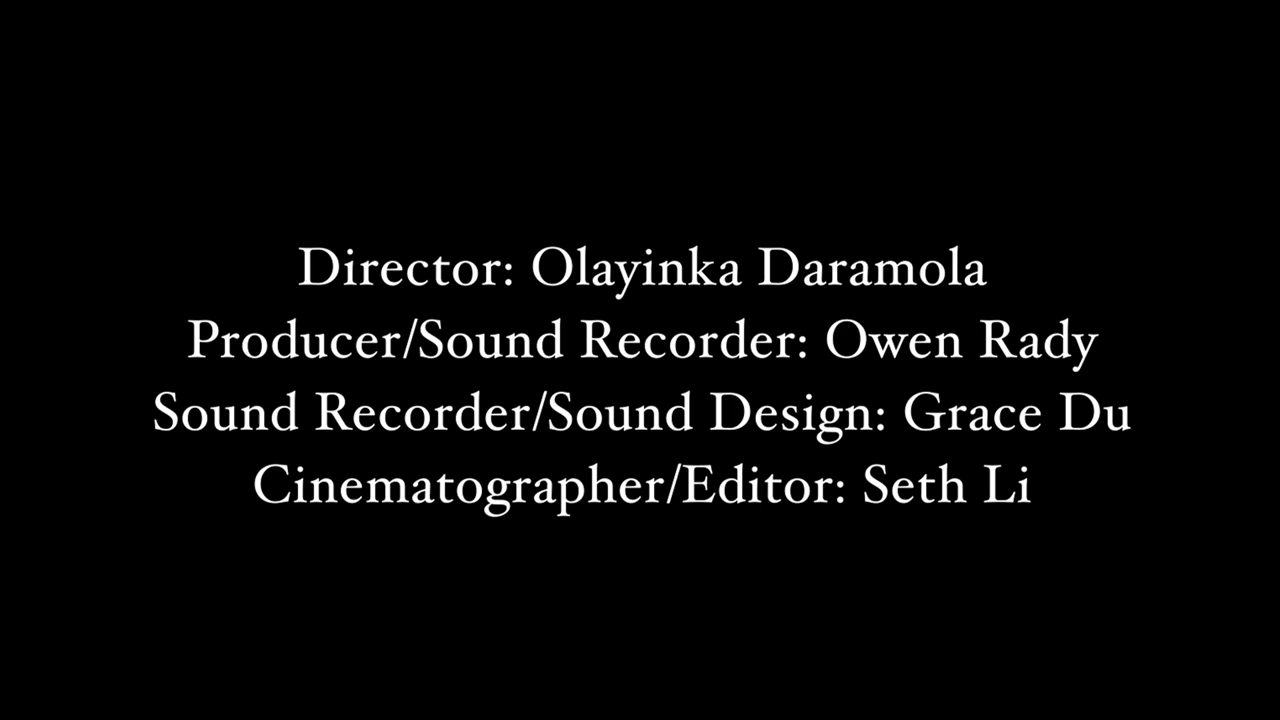 Director: Olayinka Daramola
Producer/Sound Recorder: Owen Rady
Sound Recorder/Sound Design: Grace Du
Cinematographer/Editor: Seth Li